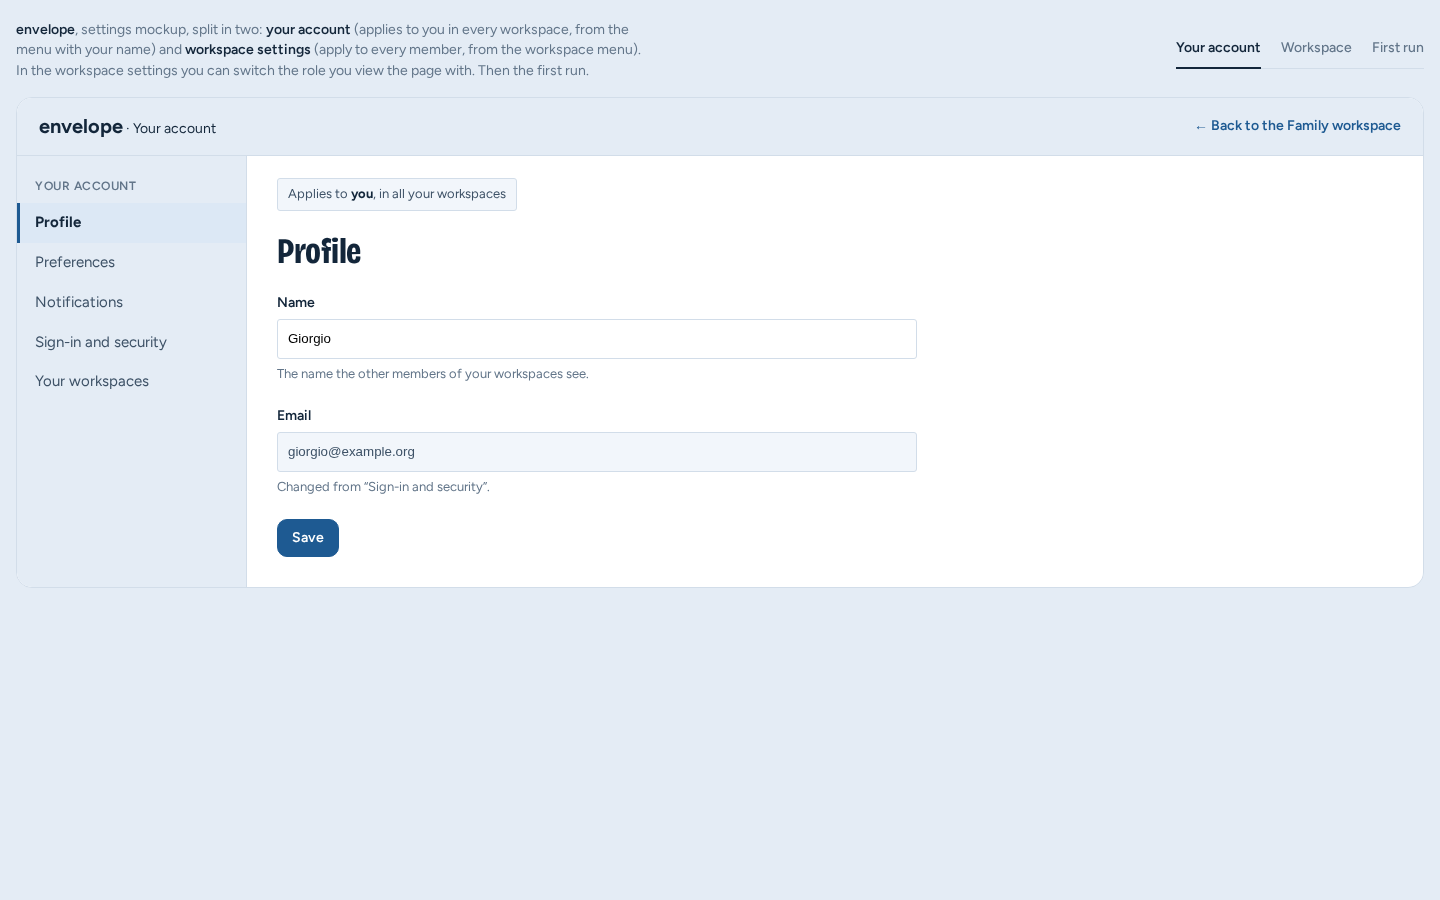 envelope, settings mockup, split in two: your account (applies to you in every workspace, from the
menu with your name) and workspace settings (apply to every member, from the workspace menu).
In the workspace settings you can switch the role you view the page with. Then the first run.
Your account
Workspace
First run
envelope · Your account
← Back to the Family workspace
YOUR ACCOUNT
Profile
Preferences
Notifications
Sign-in and security
Your workspaces
Applies to you, in all your workspaces
Profile
Name
Giorgio
The name the other members of your workspaces see.
Email
giorgio@example.org
Changed from “Sign-in and security”.
Save